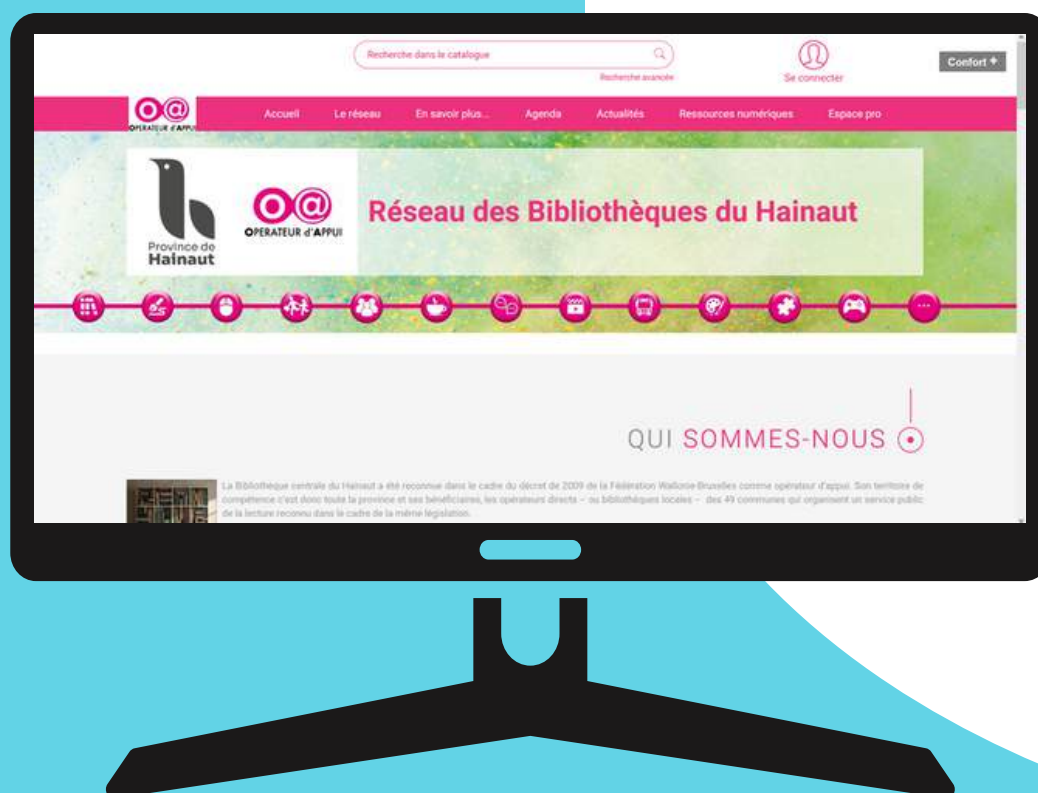 Recherche dans le catalogue
Recherche avancée
Se connecter
Confort +
O@
OPERATEUR d'APPUI
Accueil Le réseau En savoir plus... Agenda Actualités Ressources numériques Espace pro
Province de
Hainaut
O@
OPERATEUR d'APPUI
Réseau des Bibliothèques du Hainaut
QUI SOMMES-NOUS
La Bibliothèque centrale du Hainaut a été reconnue dans le cadre du décret de 2009 de la Fédération Wallonie-Bruxelles comme opérateur d'appui. Son territoire de
compétence c'est donc toute la province et ses bénéficiaires, les opérateurs directs - ou bibliothèques locales - des 49 communes qui organisent un service public
de la lecture reconnu dans le cadre de la même législation.